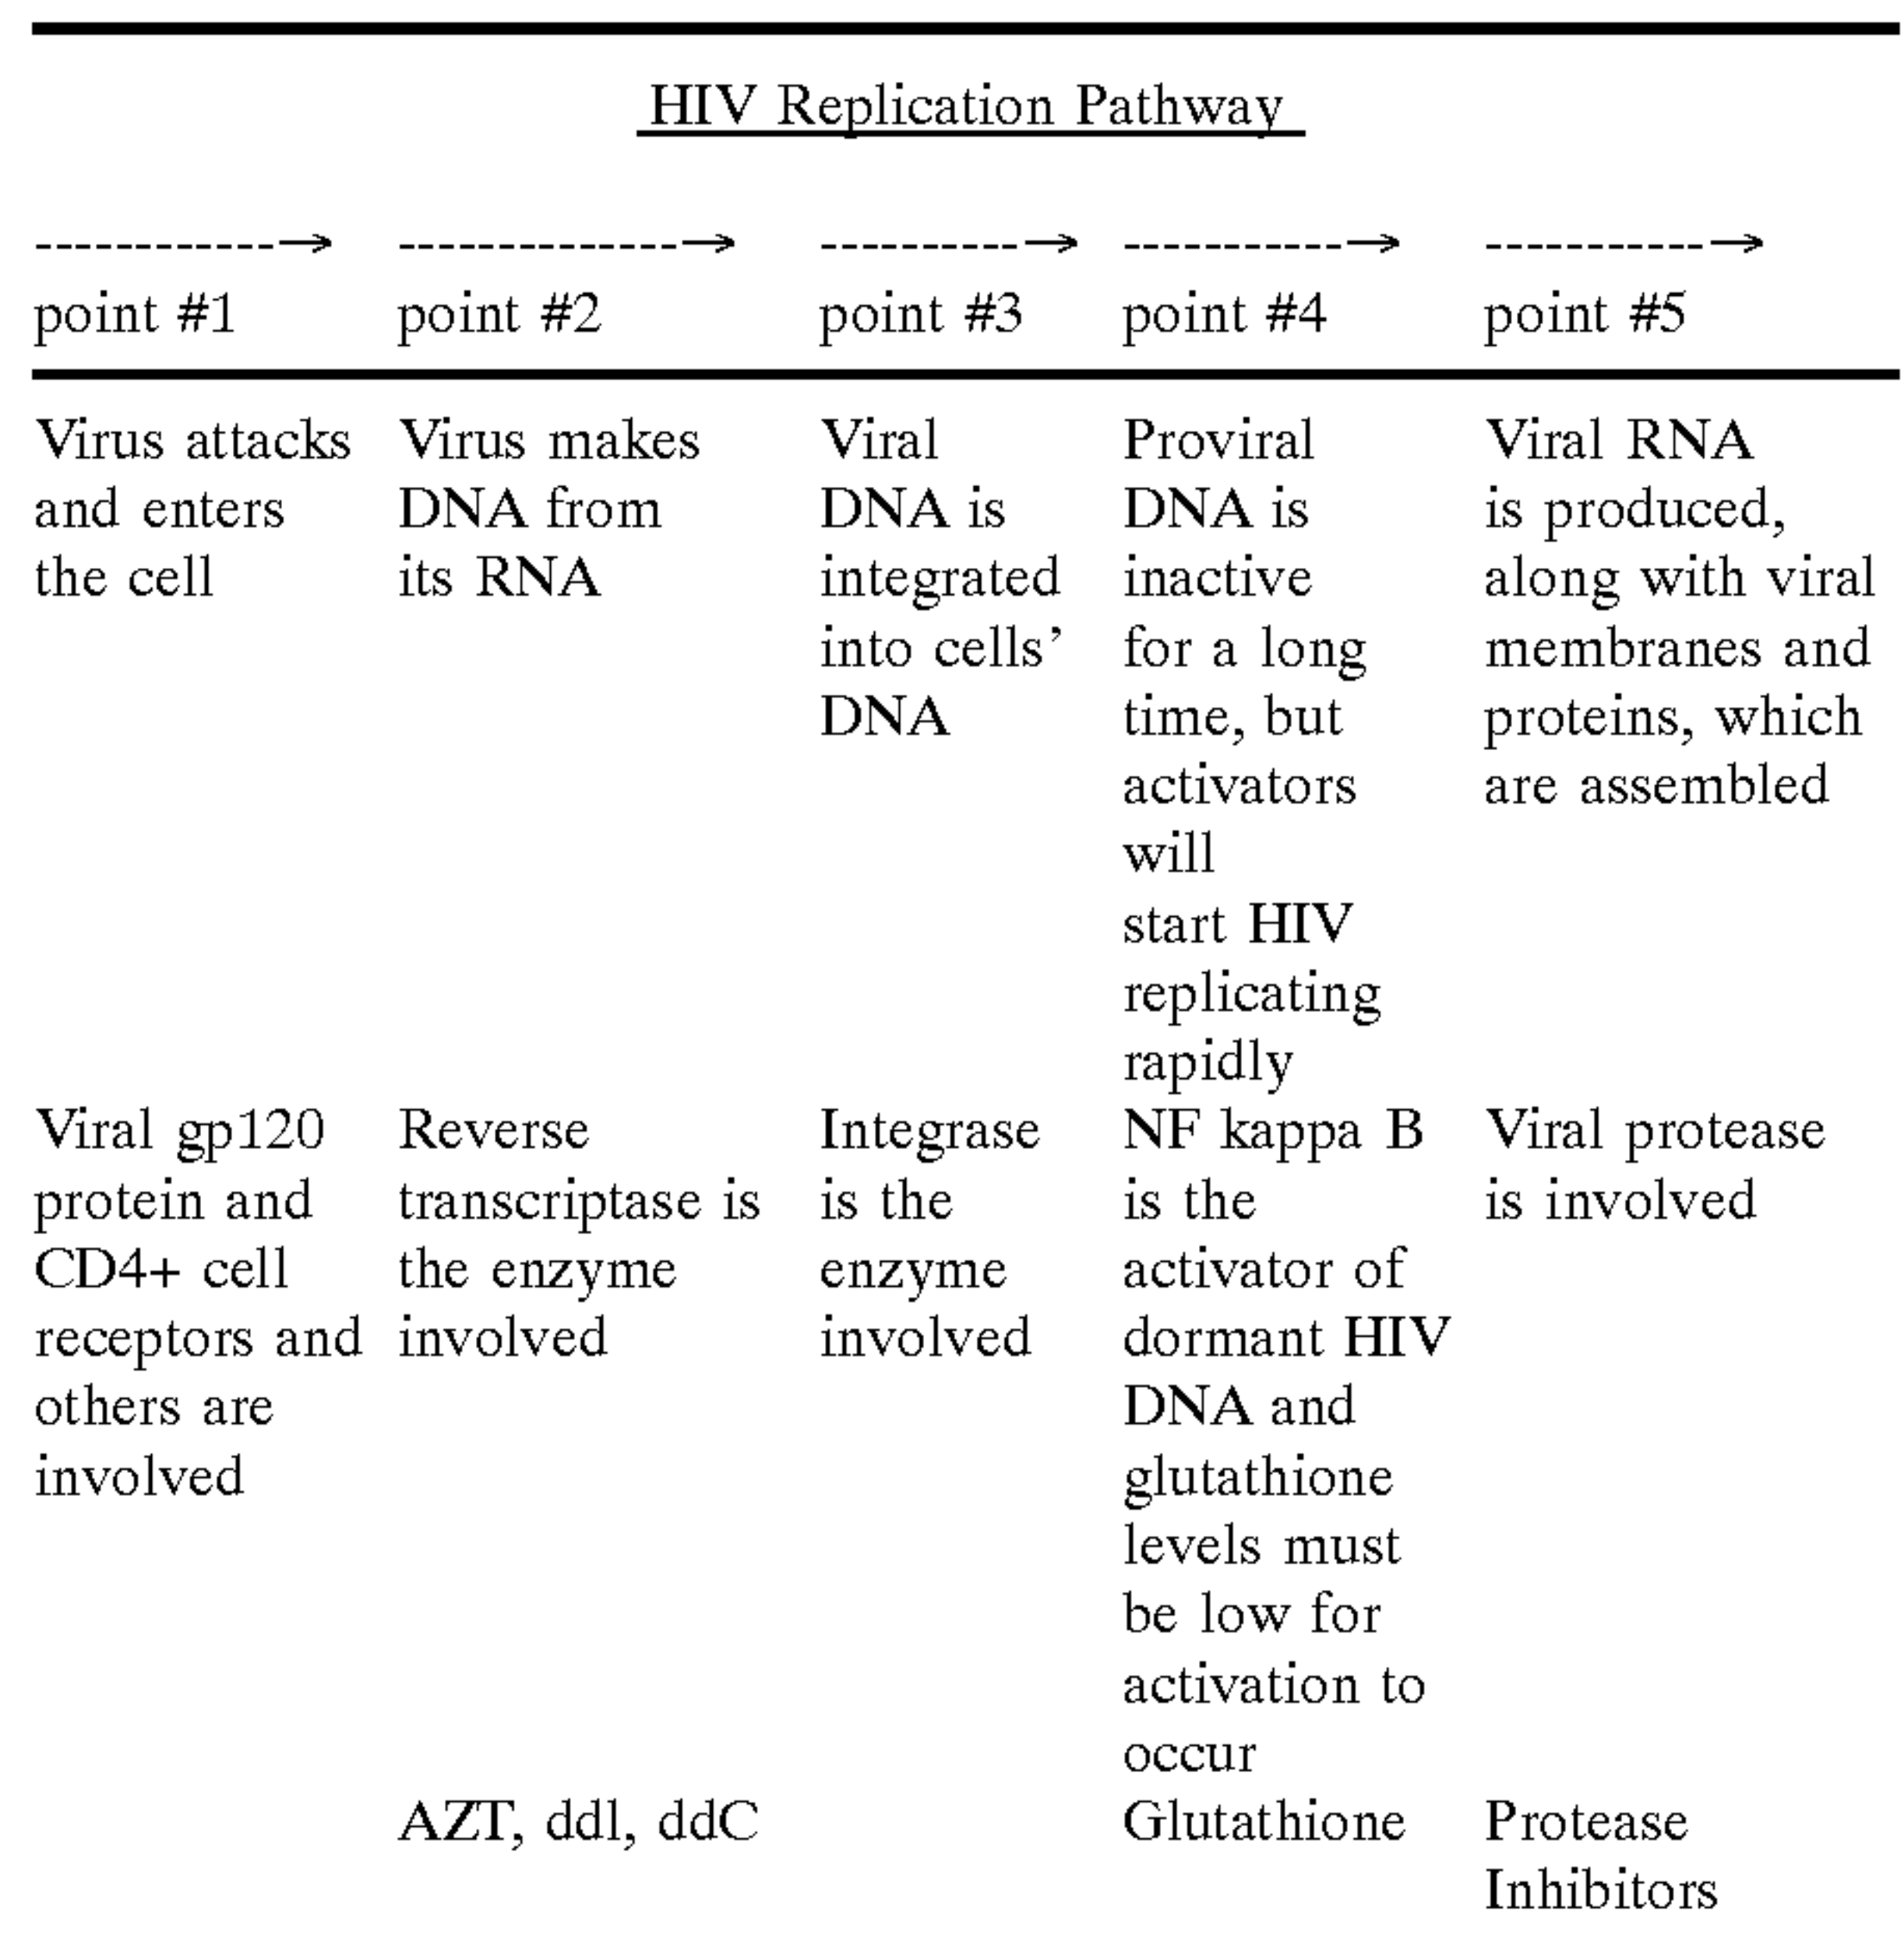 HIV Replication Pathway
point #1
point #2
point #3
point #4
point #5
Virus attacks
and enters
the cell
Virus makes
DNA from
its RNA
Viral
DNA is
integrated
into cells’
DNA
Proviral
DNA is
inactive
for a long
time, but
activators
will
start HIV
replicating
rapidly
Viral RNA
is produced,
along with viral
membranes and
proteins, which
are assembled
Viral gp120
protein and
CD4+ cell
receptors and
others are
involved
Reverse
transcriptase is
the enzyme
involved
Integrase
is the
enzyme
involved
NF kappa B
is the
activator of
dormant HIV
DNA and
glutathione
levels must
be low for
activation to
occur
Viral protease
is involved
AZT, ddl, ddC
Glutathione
Protease
Inhibitors